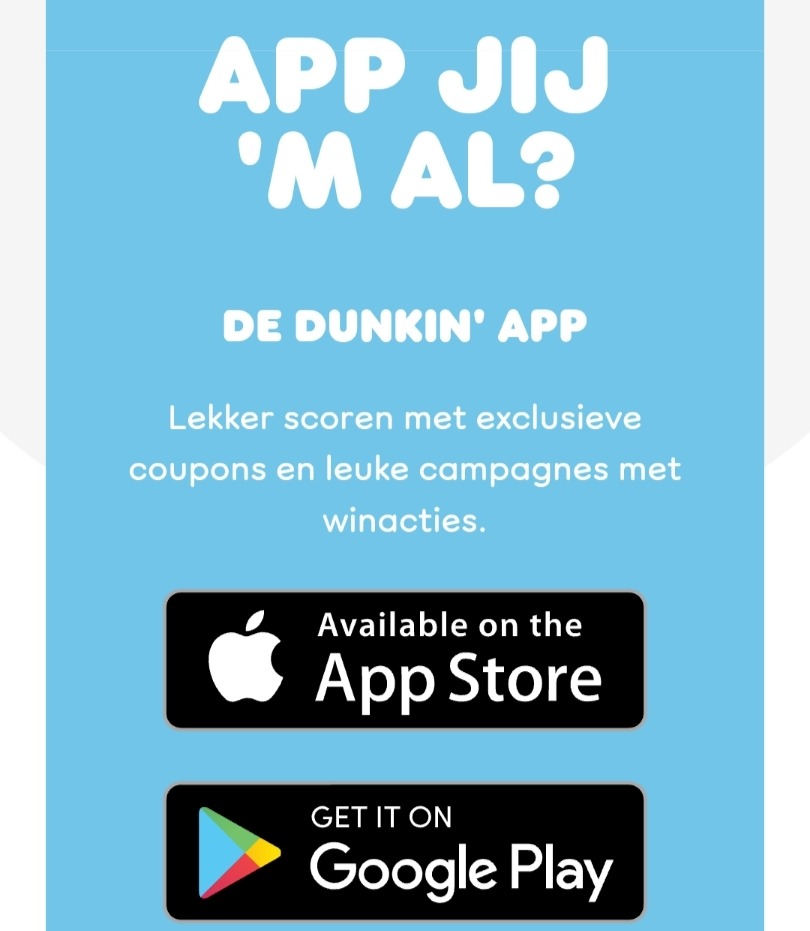 APP JIJ
'M AL?
DE DUNKIN' APP
Lekker scoren met exclusieve
coupons en leuke campagnes met
winacties.
Available on the
App Store
GET IT ON
Google Play